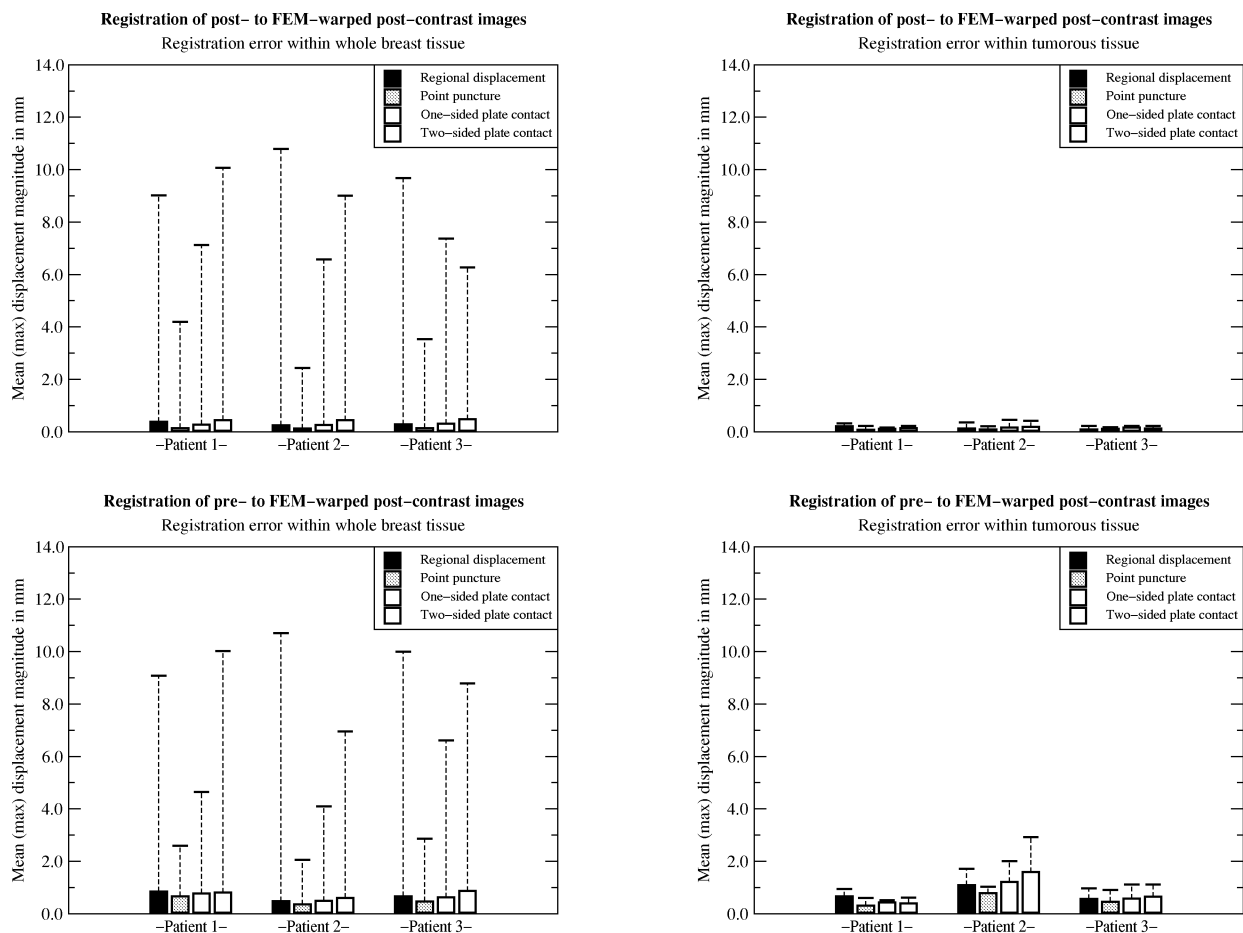 Registration of post− to FEM−warped post−contrast images
Registration error within whole breast tissue
Mean (max) displacement magnitude in mm
14.0
12.0
10.0
8.0
6.0
4.0
2.0
0.0
Regional displacement
Point puncture
One−sided plate contact
Two−sided plate contact
−Patient 1−
−Patient 2−
−Patient 3−
Registration of post− to FEM−warped post−contrast images
Registration error within tumorous tissue
Mean (max) displacement magnitude in mm
14.0
12.0
10.0
8.0
6.0
4.0
2.0
0.0
Regional displacement
Point puncture
One−sided plate contact
Two−sided plate contact
−Patient 1−
−Patient 2−
−Patient 3−
Registration of pre− to FEM−warped post−contrast images
Registration error within whole breast tissue
Mean (max) displacement magnitude in mm
14.0
12.0
10.0
8.0
6.0
4.0
2.0
0.0
Regional displacement
Point puncture
One−sided plate contact
Two−sided plate contact
−Patient 1−
−Patient 2−
−Patient 3−
Registration of pre− to FEM−warped post−contrast images
Registration error within tumorous tissue
Mean (max) displacement magnitude in mm
14.0
12.0
10.0
8.0
6.0
4.0
2.0
0.0
Regional displacement
Point puncture
One−sided plate contact
Two−sided plate contact
−Patient 1−
−Patient 2−
−Patient 3−